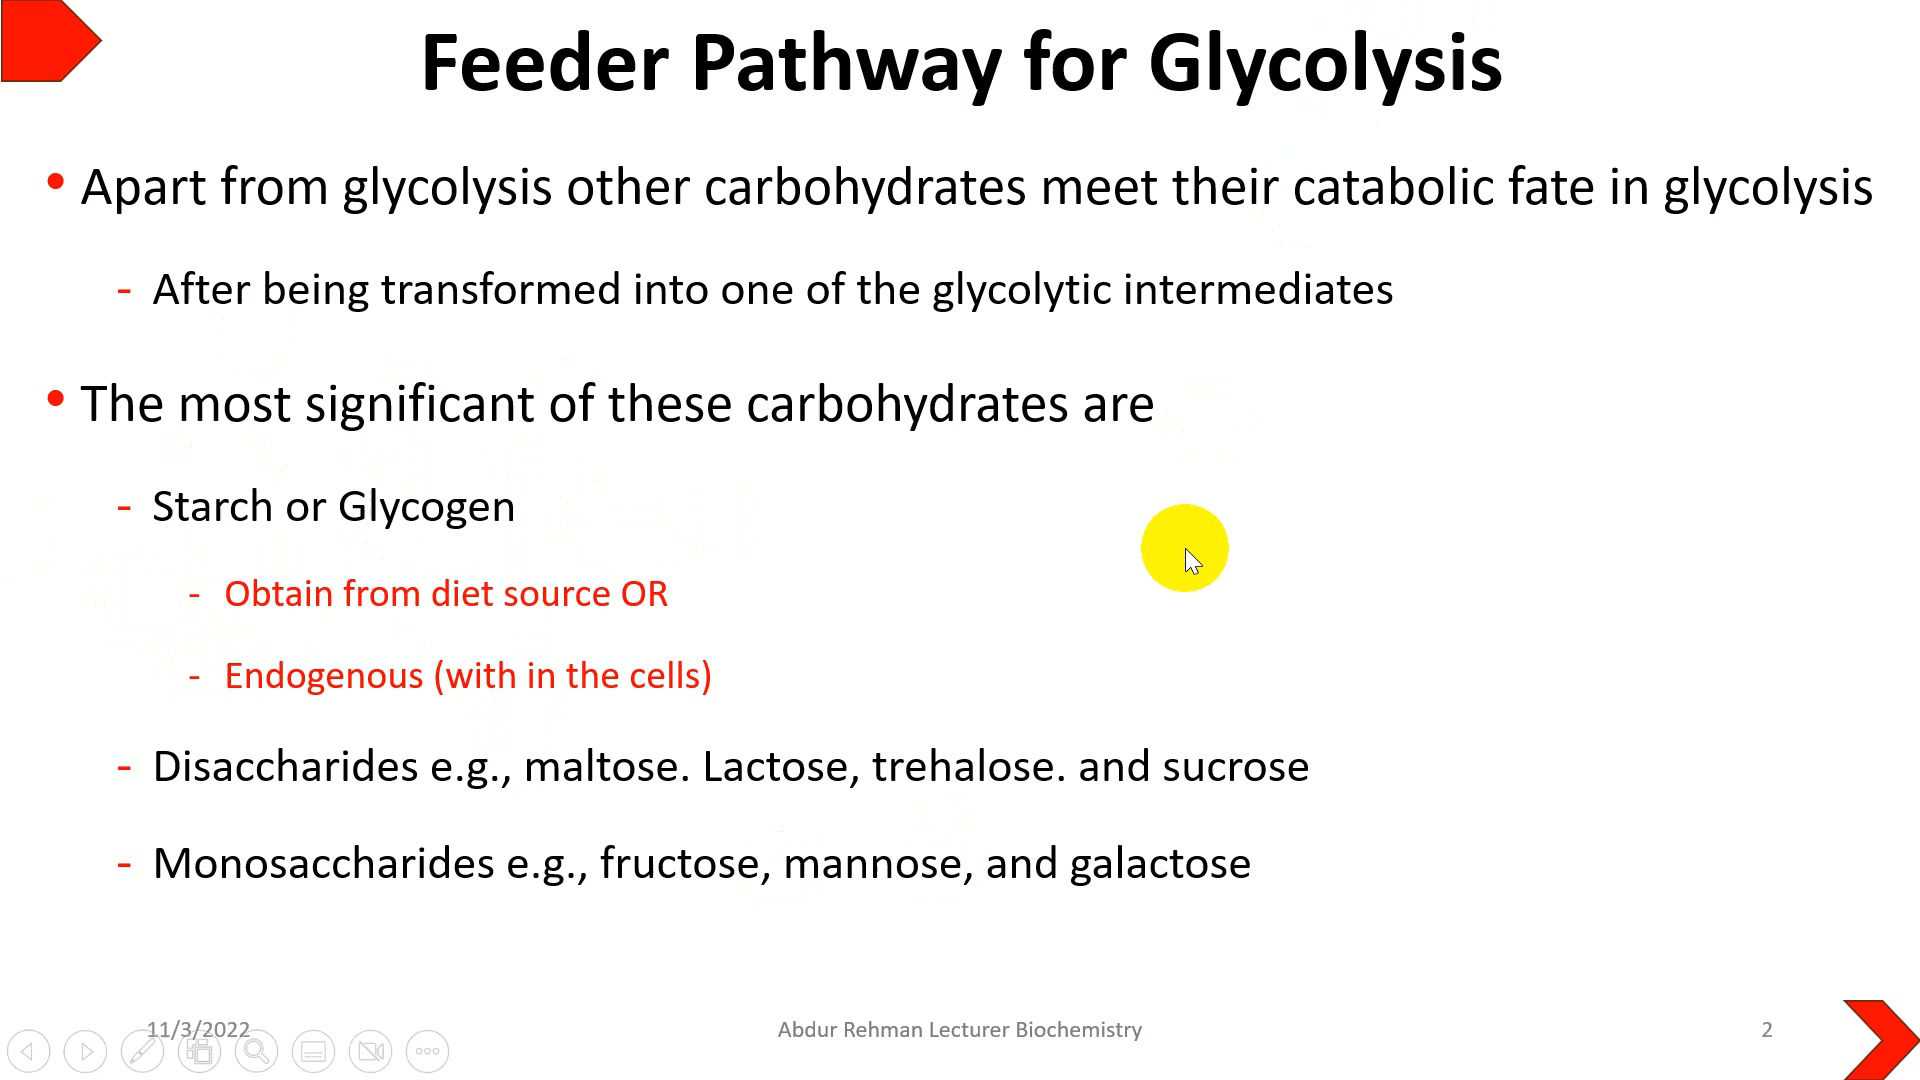 Feeder Pathway for Glycolysis
• Apart from glycolysis other carbohydrates meet their catabolic fate in glycolysis
- After being transformed into one of the glycolytic intermediates
• The most significant of these carbohydrates are
- Starch or Glycogen
- Obtain from diet source OR
- Endogenous (with in the cells)
- Disaccharides e.g., maltose. Lactose, trehalose. and sucrose
- Monosaccharides e.g., fructose, mannose, and galactose
11/3/2022
Abdur Rehman Lecturer Biochemistry
2